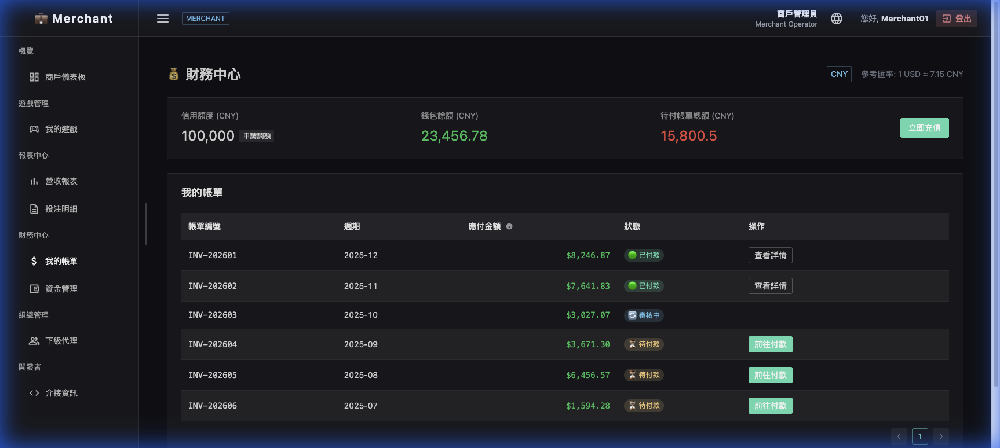 Merchant
MERCHANT
商戶管理員
Merchant Operator
您好, Merchant01
登出
概覽
商戶儀表板
遊戲管理
我的遊戲
報表中心
營收報表
投注明細
財務中心
我的帳單
資金管理
組織管理
下級代理
開發者
介接資訊
財務中心
CNY
參考匯率: 1 USD ≈ 7.15 CNY
信用額度 (CNY)
100,000 申請調額
錢包餘額 (CNY)
23,456.78
待付帳單總額 (CNY)
15,800.5
立即充值
我的帳單
帳單編號 週期 應付金額 狀態 操作
INV-202601 2025-12 $8,246.87 已付款 查看詳情
INV-202602 2025-11 $7,641.83 已付款 查看詳情
INV-202603 2025-10 $3,027.07 審核中
INV-202604 2025-09 $3,671.30 待付款 前往付款
INV-202605 2025-08 $6,456.57 待付款 前往付款
INV-202606 2025-07 $1,594.28 待付款 前往付款
1